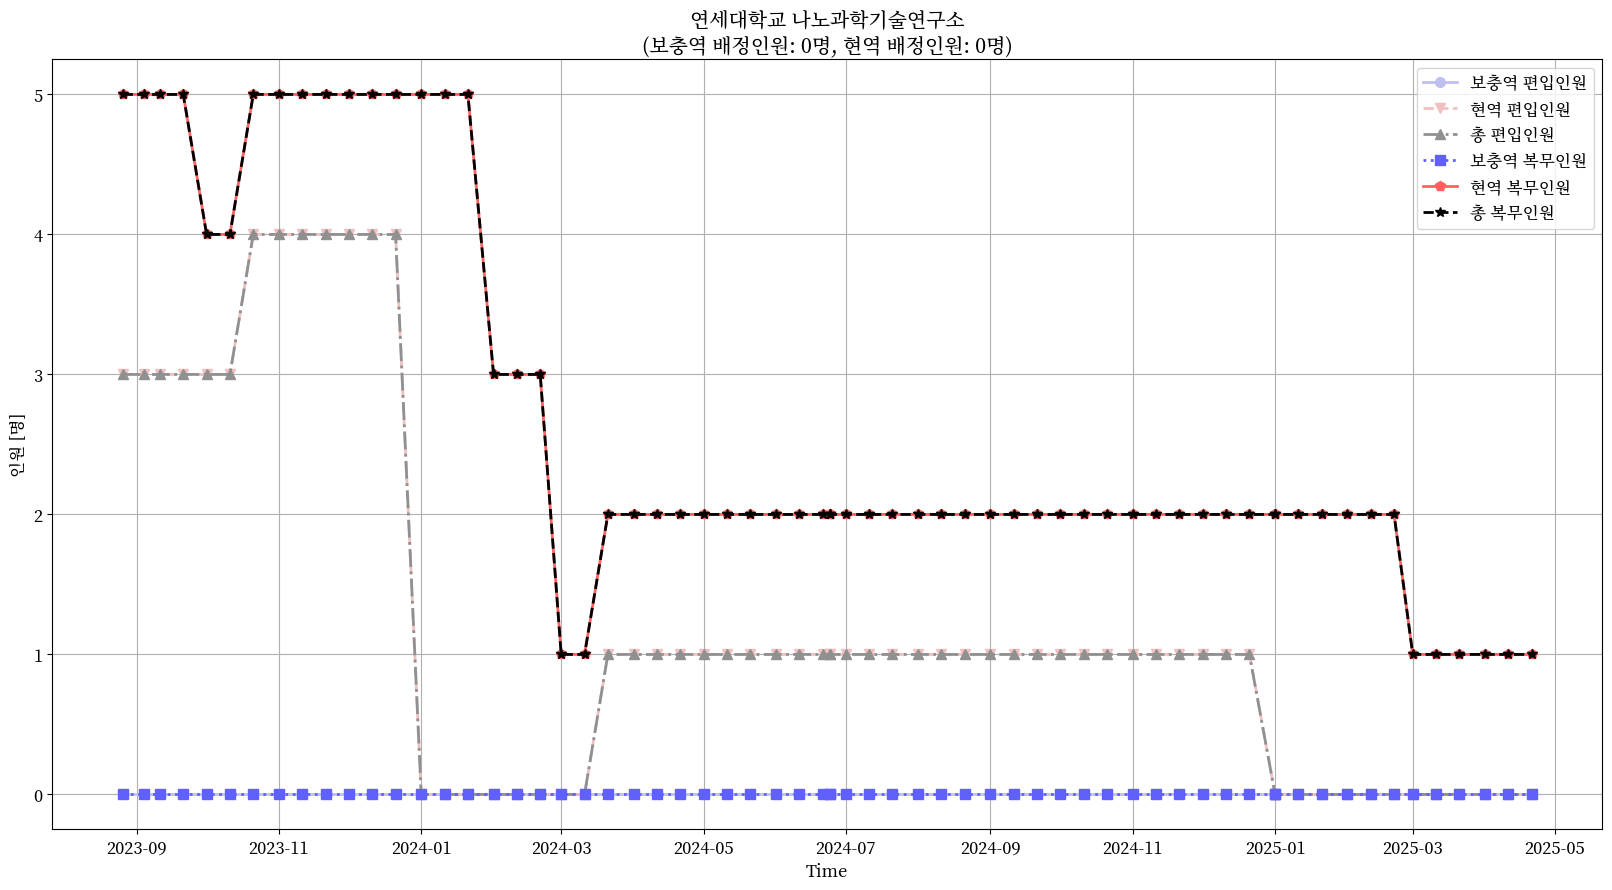 연세대학교 나노과학기술연구소
(보충역 배정인원: 0명, 현역 배정인원: 0명)
보충역 편입인원
현역 편입인원
총 편입인원
보충역 복무인원
현역 복무인원
총 복무인원
인원 [명]
5
4
3
2
1
0
2023-09
2023-11
2024-01
2024-03
2024-05
2024-07
2024-09
2024-11
2025-01
2025-03
2025-05
Time